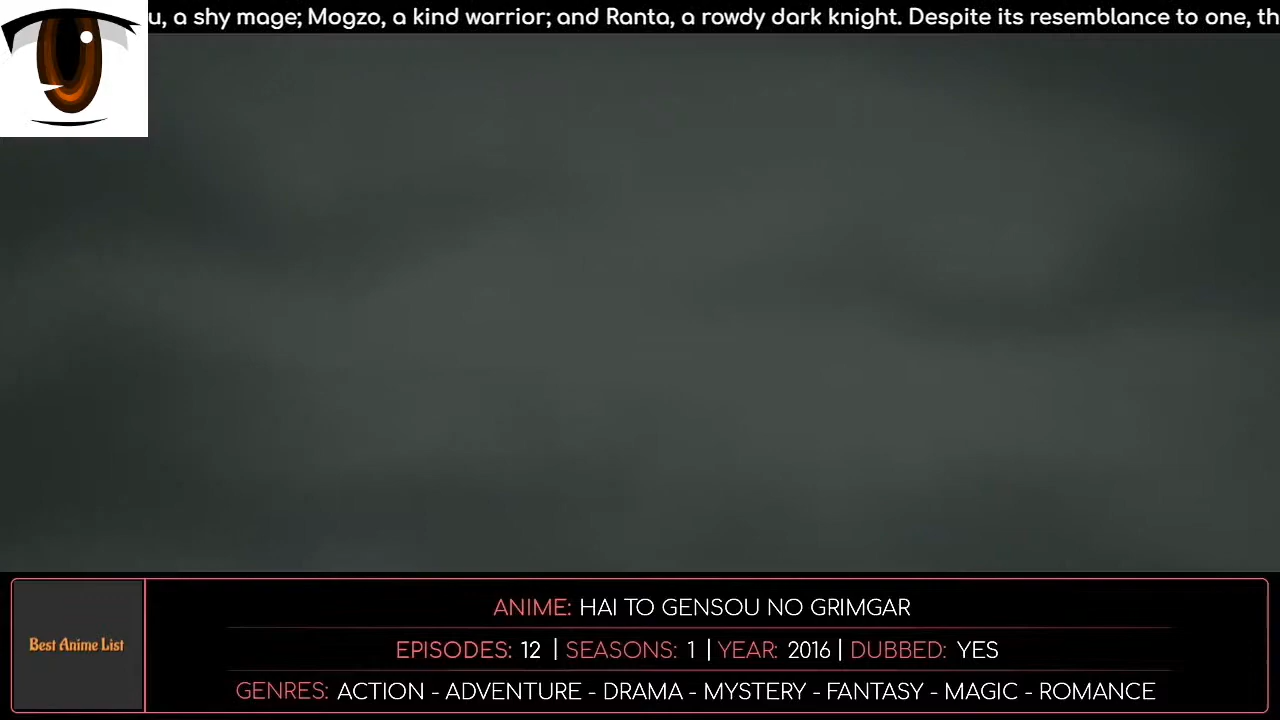 u, a shy mage; Mogzo, a kind warrior; and Ranta, a rowdy dark knight. Despite its resemblance to one, th
ANIME: HAI TO GENSOU NO GRIMGAR
Best Anime List
EPISODES: 12 | SEASONS: 1 | YEAR: 2016 | DUBBED: YES
GENRES: ACTION - ADVENTURE - DRAMA - MYSTERY - FANTASY - MAGIC - ROMANCE